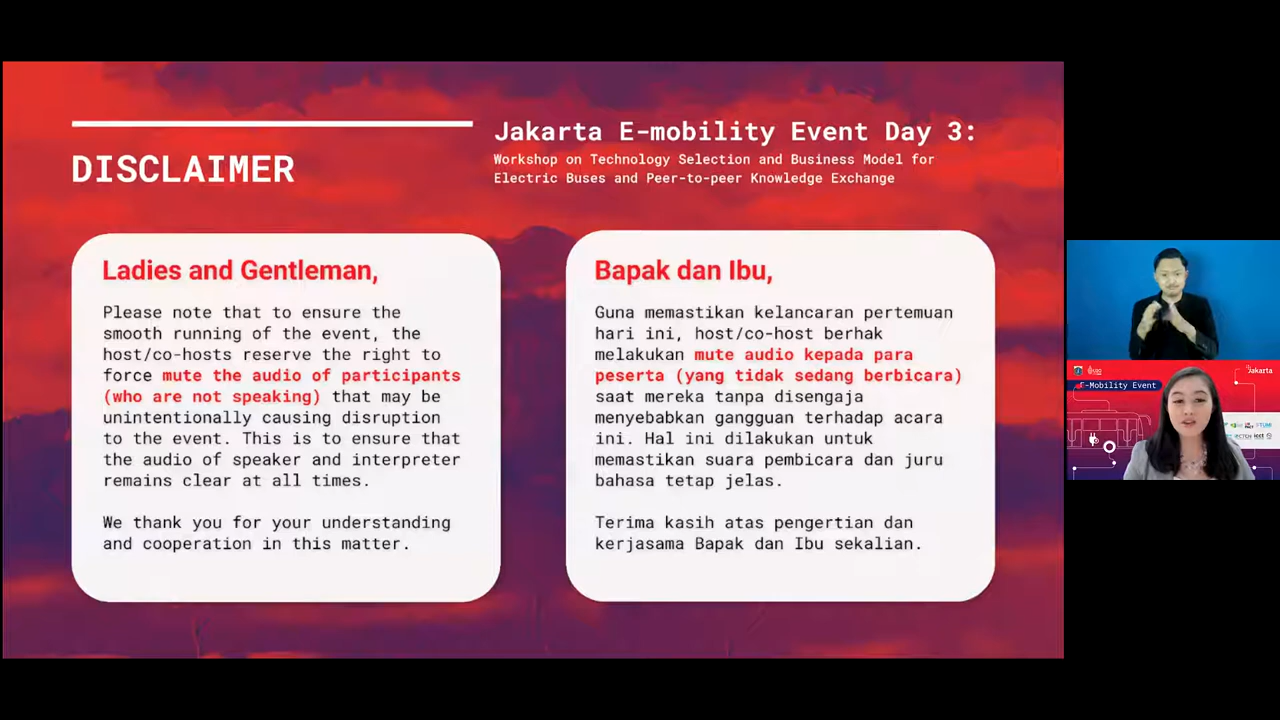 DISCLAIMER
Jakarta E-mobility Event Day 3:
Workshop on Technology Selection and Business Model for
Electric Buses and Peer-to-peer Knowledge Exchange
Ladies and Gentleman,
Please note that to ensure the
smooth running of the event, the
host/co-hosts reserve the right to
force mute the audio of participants
(who are not speaking) that may be
unintentionally causing disruption
to the event. This is to ensure that
the audio of speaker and interpreter
remains clear at all times.
We thank you for your understanding
and cooperation in this matter.
Bapak dan Ibu,
Guna memastikan kelancaran pertemuan
hari ini, host/co-host berhak
melakukan mute audio kepada para
peserta (yang tidak sedang berbicara)
saat mereka tanpa disengaja
menyebabkan gangguan terhadap acara
ini. Hal ini dilakukan untuk
memastikan suara pembicara dan juru
bahasa tetap jelas.
Terima kasih atas pengertian dan
kerjasama Bapak dan Ibu sekalian.
Jakarta
E-Mobility Event